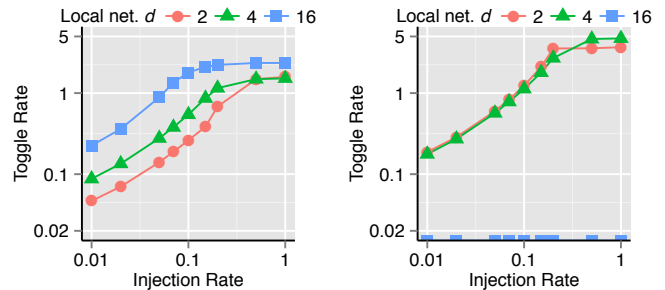 Local net. d 2 4 16
5
1
0.1
0.02
Toggle Rate
0.01 0.1 1
Injection Rate
Local net. d 2 4 16
5
1
0.1
0.02
Toggle Rate
0.01 0.1 1
Injection Rate